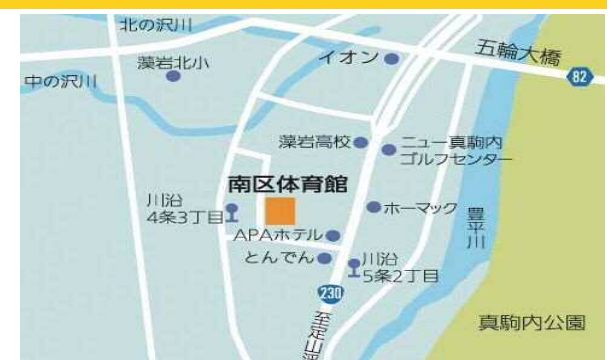 北の沢川
藻岩北小
イオン
五輪大橋
中の沢川
82
藻岩高校
ニュー真駒内
ゴルフセンター
南区体育館
川沿
4条3丁目
ホーマック
豊平川
APAホテル
とんでん
川沿
5条2丁目
230
真駒内公園
至定山渓